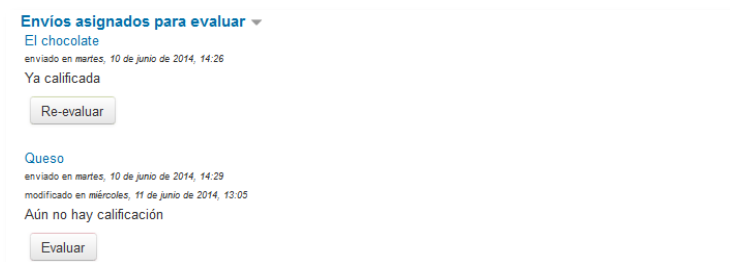 Envíos asignados para evaluar
El chocolate
enviado en martes, 10 de junio de 2014, 14:26
Ya calificada
Re-evaluar
Queso
enviado en martes, 10 de junio de 2014, 14:29
modificado en miércoles, 11 de junio de 2014, 13:05
Aún no hay calificación
Evaluar